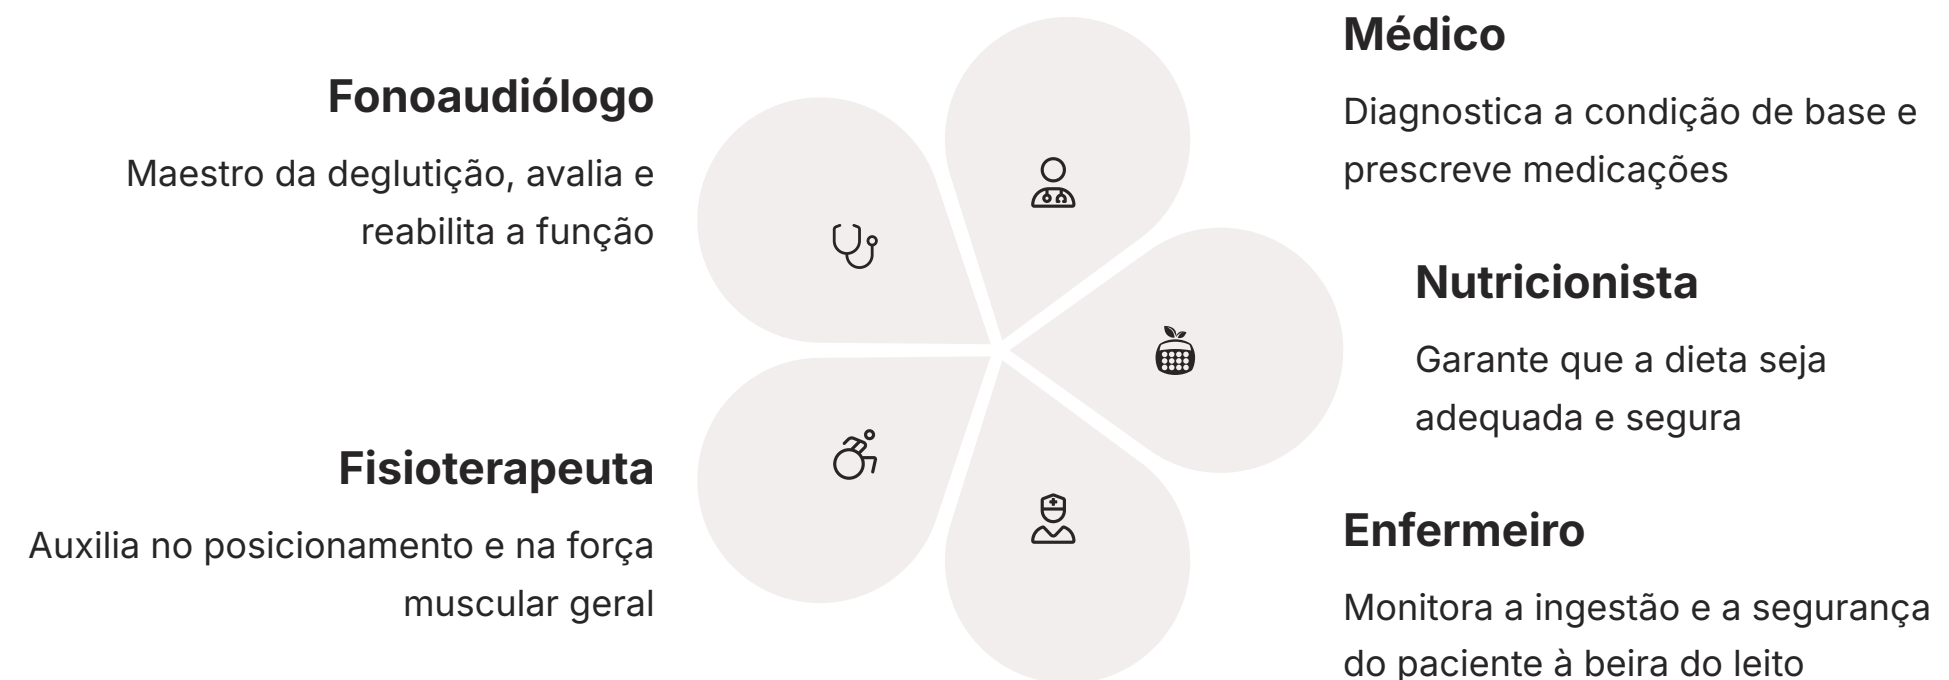 Fonoaudiólogo
Maestro da deglutição, avalia e
reabilita a função
Médico
Diagnostica a condição de base e
prescreve medicações
Nutricionista
Garante que a dieta seja
adequada e segura
Fisioterapeuta
Auxilia no posicionamento e na força
muscular geral
Enfermeiro
Monitora a ingestão e a segurança
do paciente à beira do leito